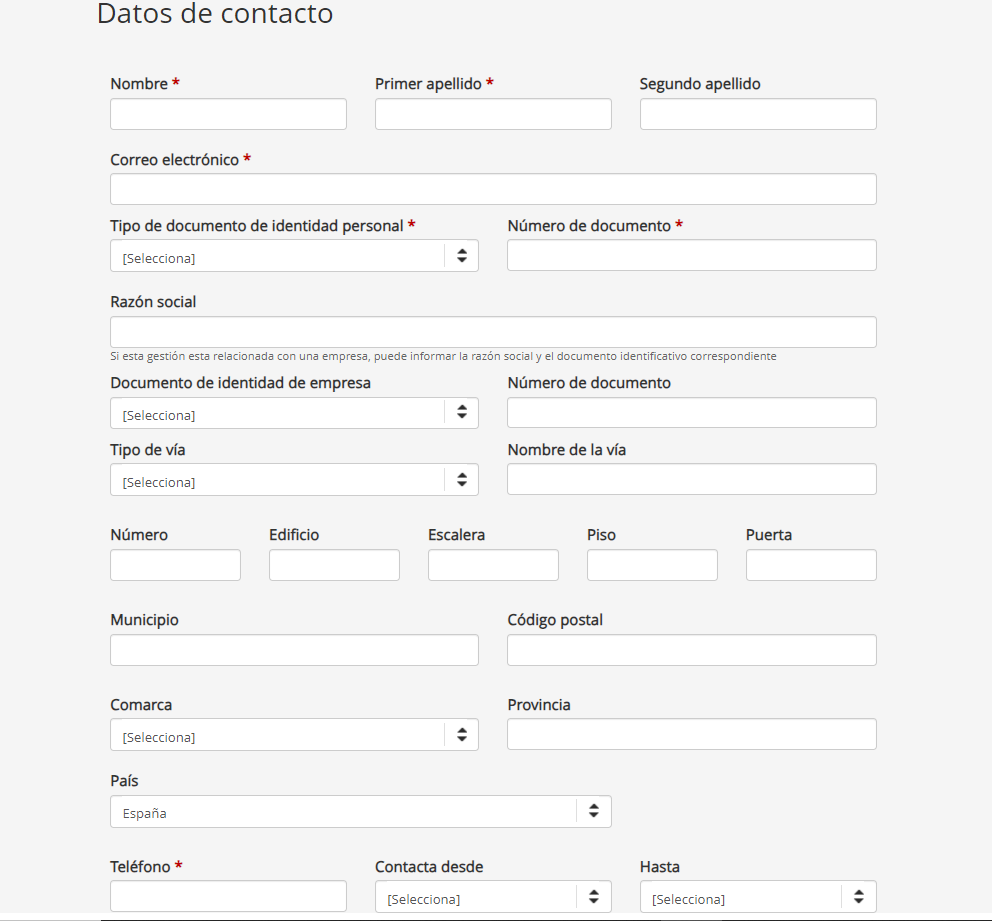 Datos de contacto
Nombre * Primer apellido * Segundo apellido
Correo electrónico *
Tipo de documento de identidad personal * Número de documento *
[Selecciona]
Razón social
Si esta gestión esta relacionada con una empresa, puede informar la razón social y el documento identificativo correspondiente
Documento de identidad de empresa Número de documento
[Selecciona]
Tipo de vía Nombre de la vía
[Selecciona]
Número Edificio Escalera Piso Puerta
Municipio Código postal
Comarca Provincia
[Selecciona]
País
España
Teléfono * Contacta desde Hasta
[Selecciona] [Selecciona]